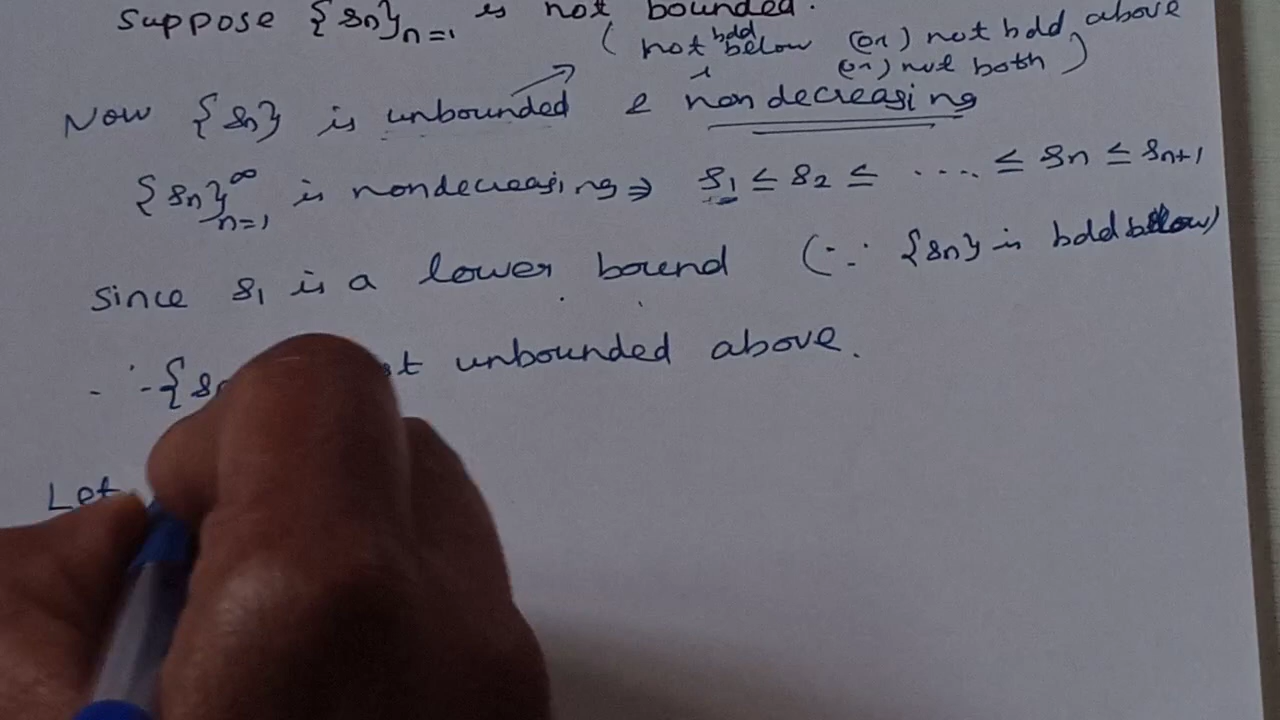 Suppose {sn}n=1 is not bounded.
( not bdd below (or) not bdd above
(or) not both )
Now {sn} is unbounded & nondecreasing
{sn}∞n=1 is nondecreasing ⇒ s1 ≤ s2 ≤ ..... ≤ sn ≤ sn+1
Since s1 is a lower bound (∵ {sn} is bdd below)
∴ {s unbounded above.
Let